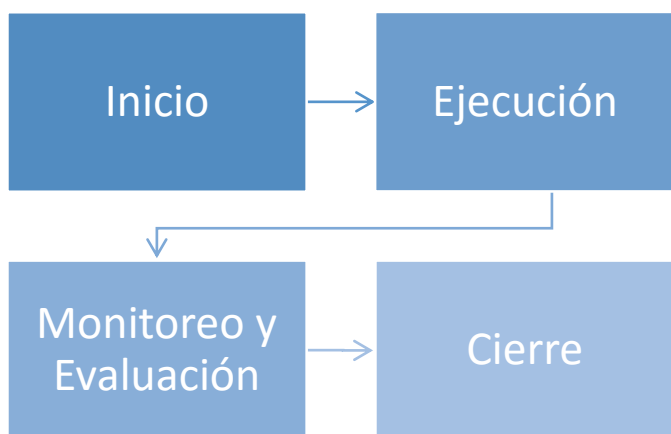 Inicio
Ejecución
Monitoreo y
Evaluación
Cierre